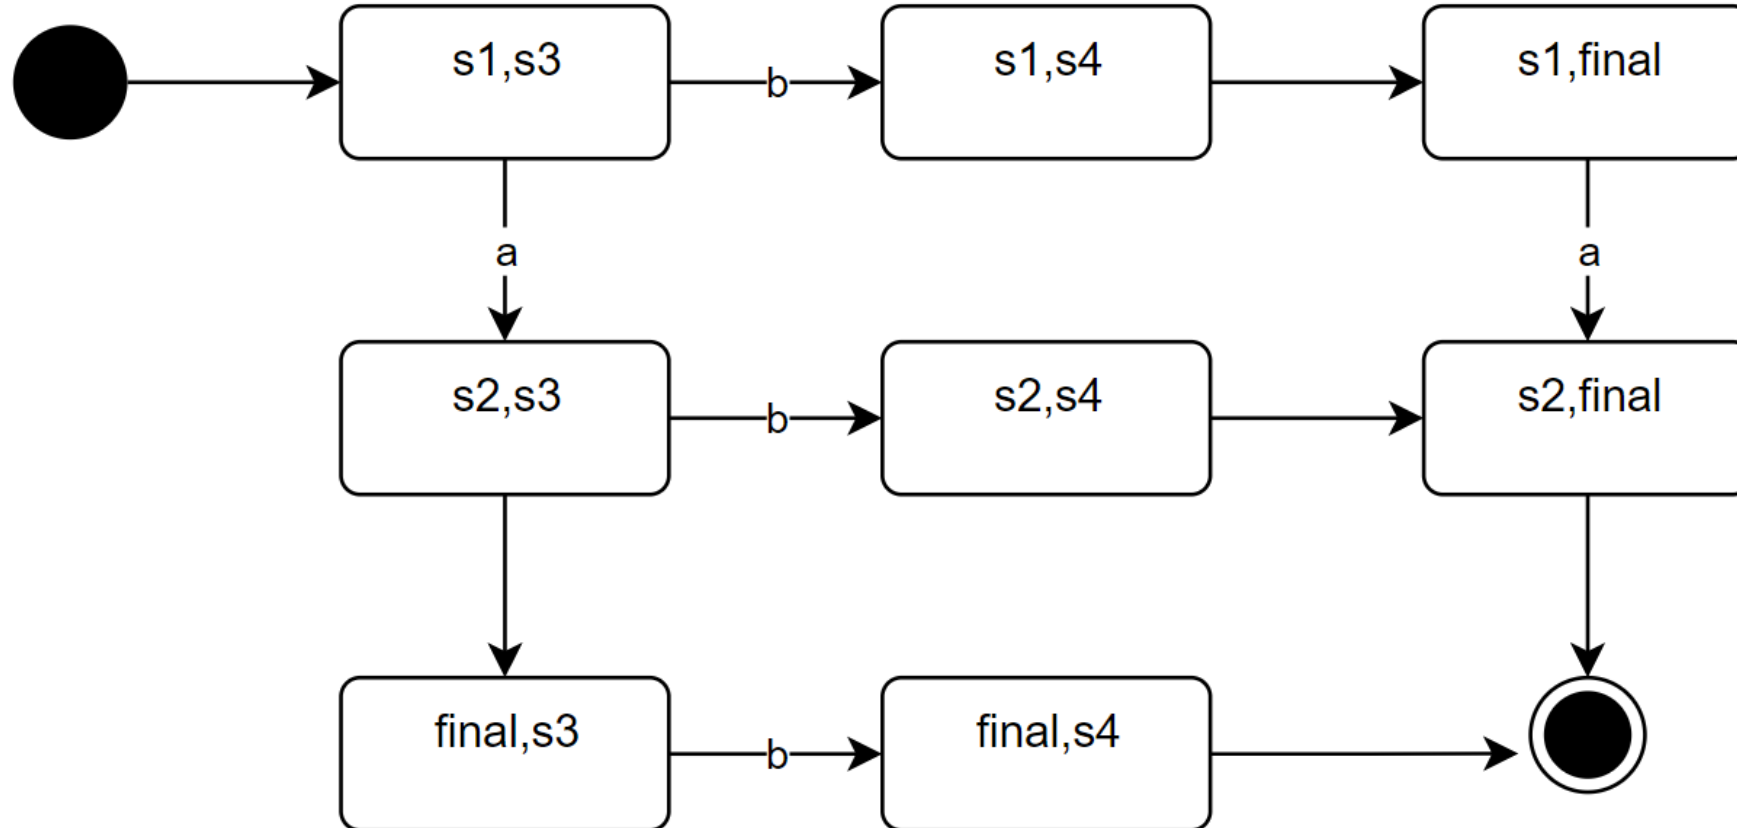 s1,s3
b
s1,s4
s1,final
a
a
s2,s3
b
s2,s4
s2,final
final,s3
b
final,s4